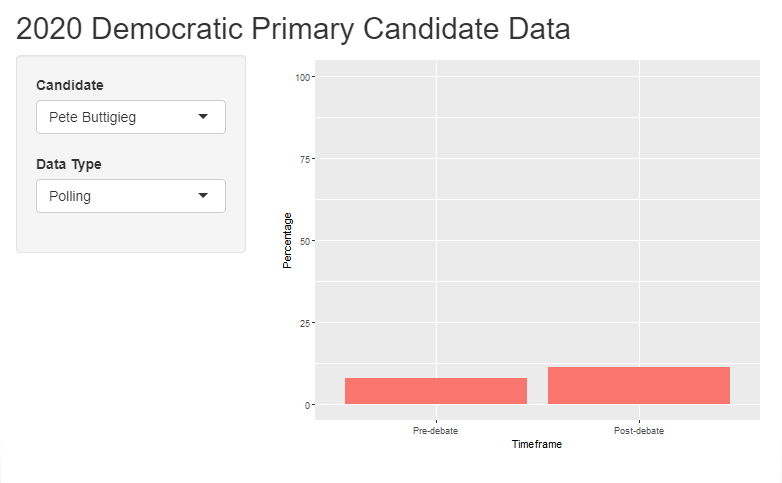 2020 Democratic Primary Candidate Data
Candidate
Pete Buttigieg
Data Type
Polling
Percentage
100
75
50
25
0
Pre-debate
Post-debate
Timeframe